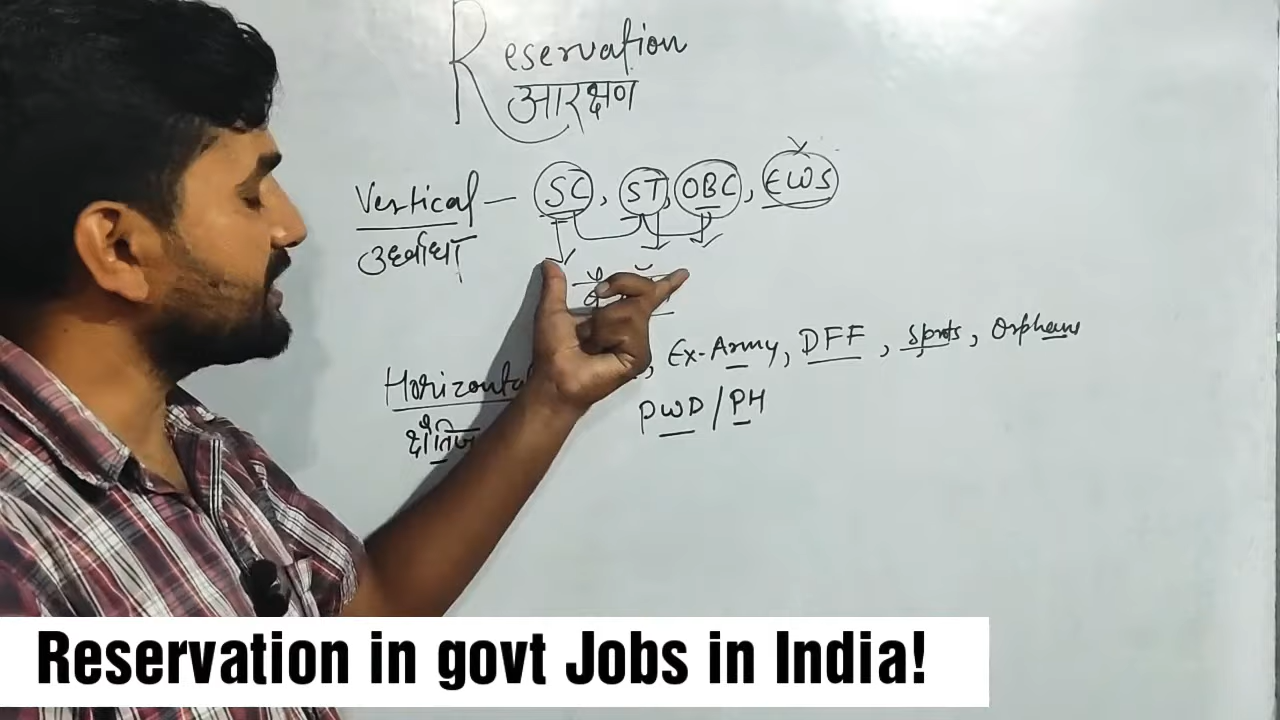 Reservation
आरक्षण
Vertical — SC, ST, OBC, EWS
उर्ध्वाधर
Horizontal Ex-Army, DFF, Sprots, Orphans
क्षैतिज PWD/PH
Reservation in govt Jobs in India!